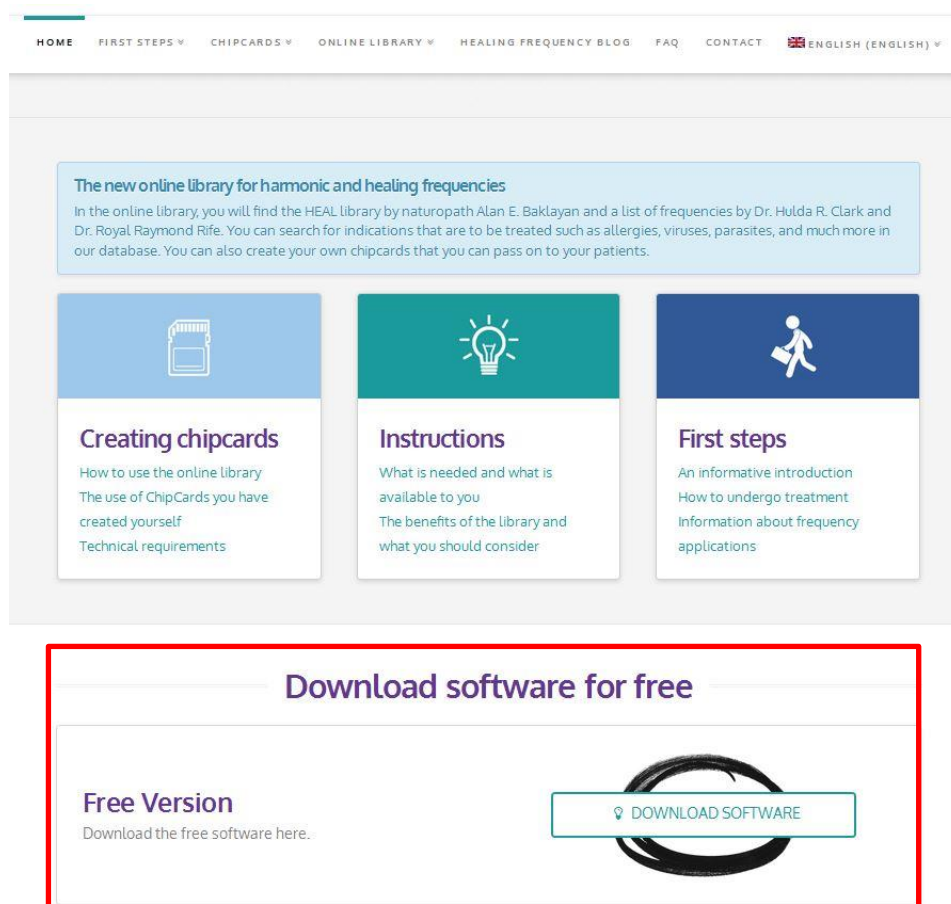 HOME FIRST STEPS CHIPCARDS ONLINE LIBRARY HEALING FREQUENCY BLOG FAQ CONTACT ENGLISH (ENGLISH)
The new online library for harmonic and healing frequencies
In the online library, you will find the HEAL library by naturopath Alan E. Baklayan and a list of frequencies by Dr. Hulda R. Clark and
Dr. Royal Raymond Rife. You can search for indications that are to be treated such as allergies, viruses, parasites, and much more in
our database. You can also create your own chipcards that you can pass on to your patients.
Creating chipcards
How to use the online library
The use of ChipCards you have
created yourself
Technical requirements
Instructions
What is needed and what is
available to you
The benefits of the library and
what you should consider
First steps
An informative introduction
How to undergo treatment
Information about frequency
applications
Download software for free
Free Version
Download the free software here.
DOWNLOAD SOFTWARE